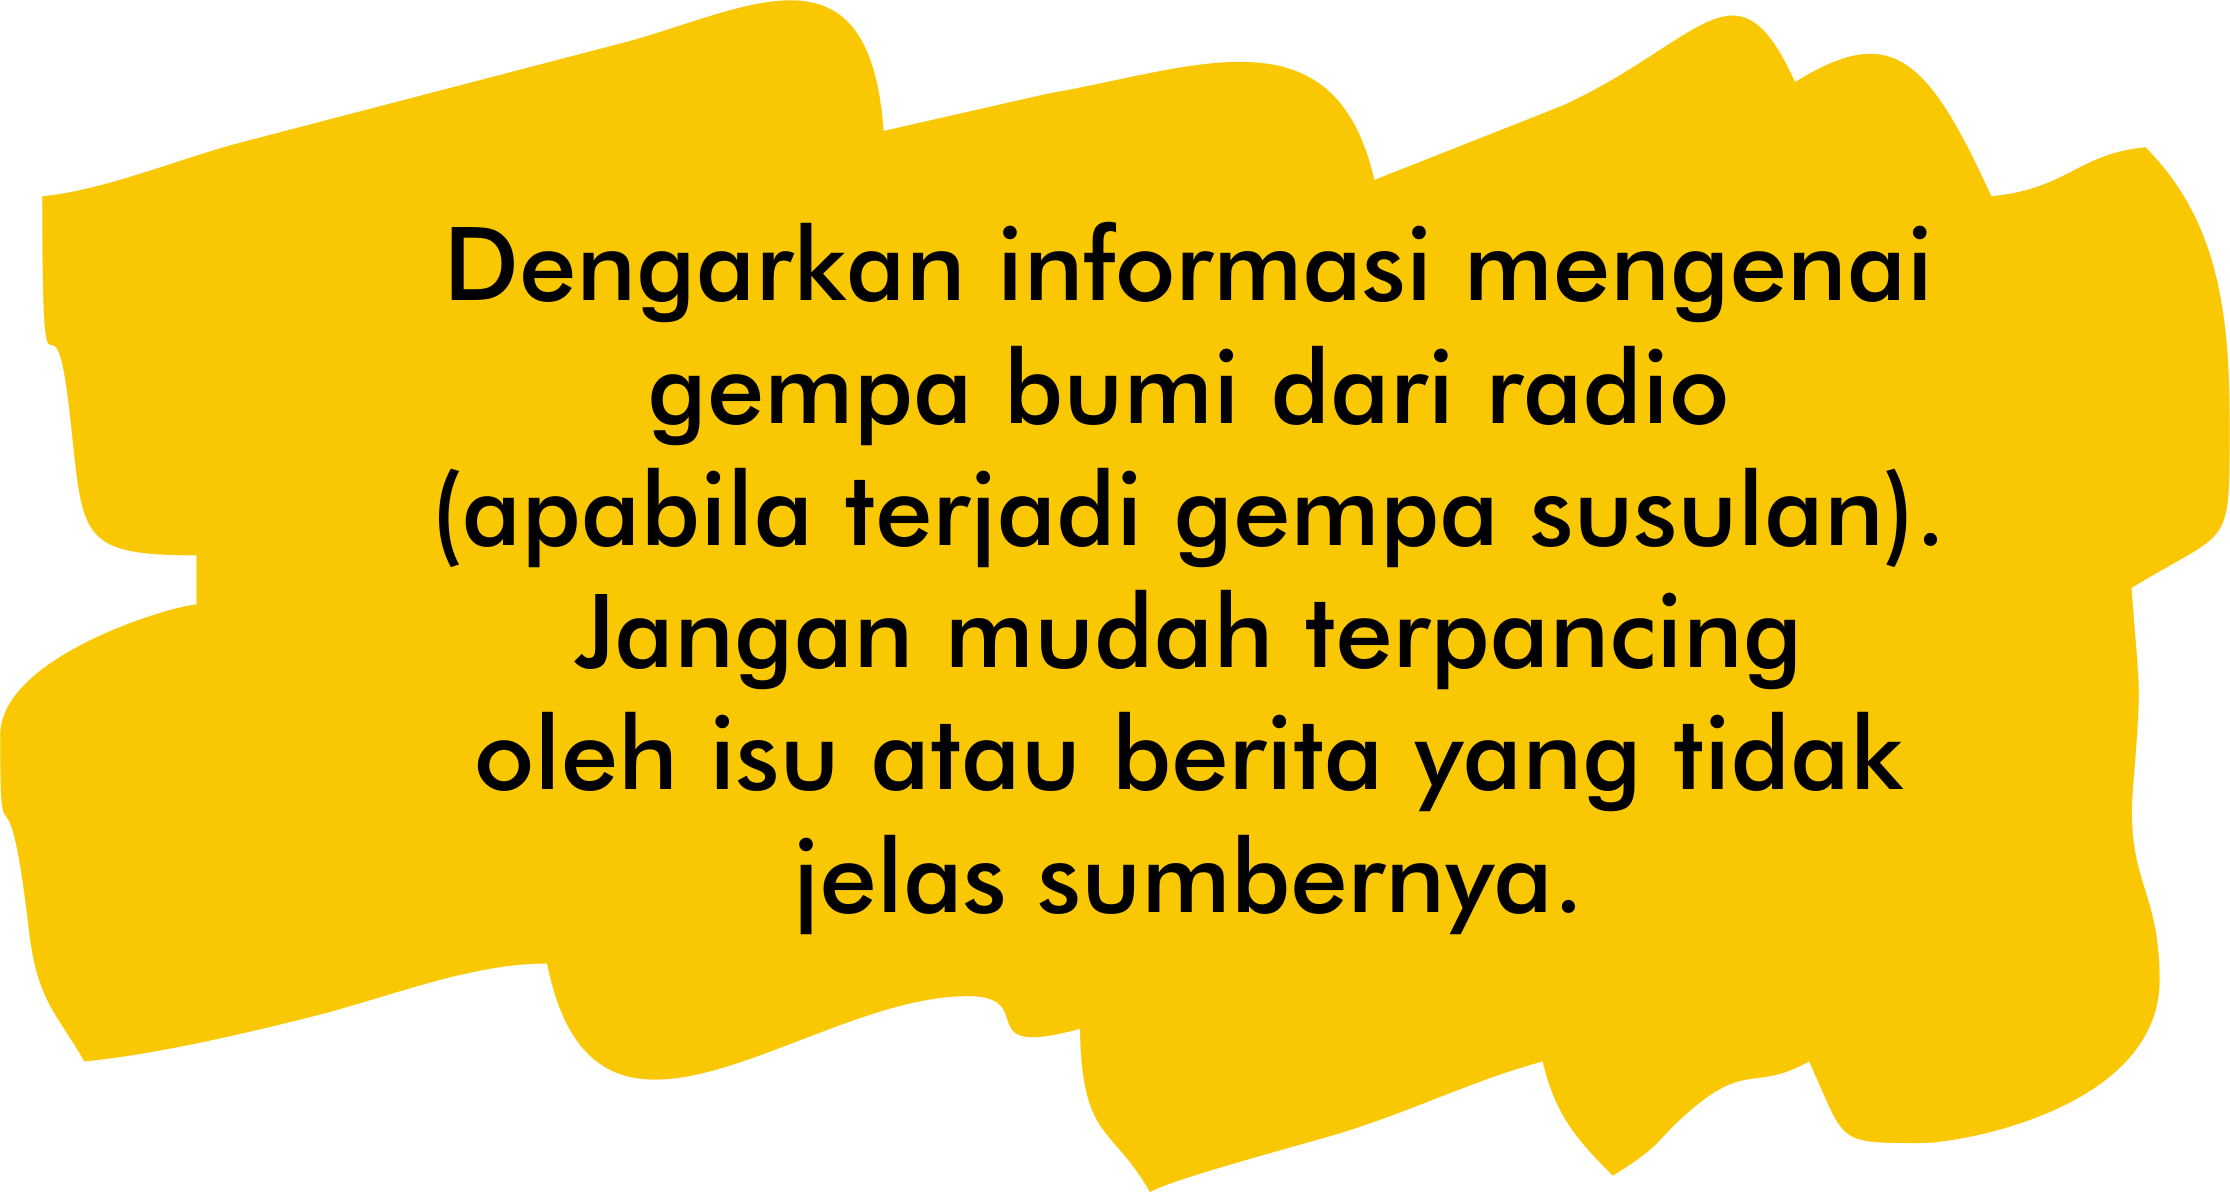 Dengarkan informasi mengenai
gempa bumi dari radio
(apabila terjadi gempa susulan).
Jangan mudah terpancing
oleh isu atau berita yang tidak
jelas sumbernya.